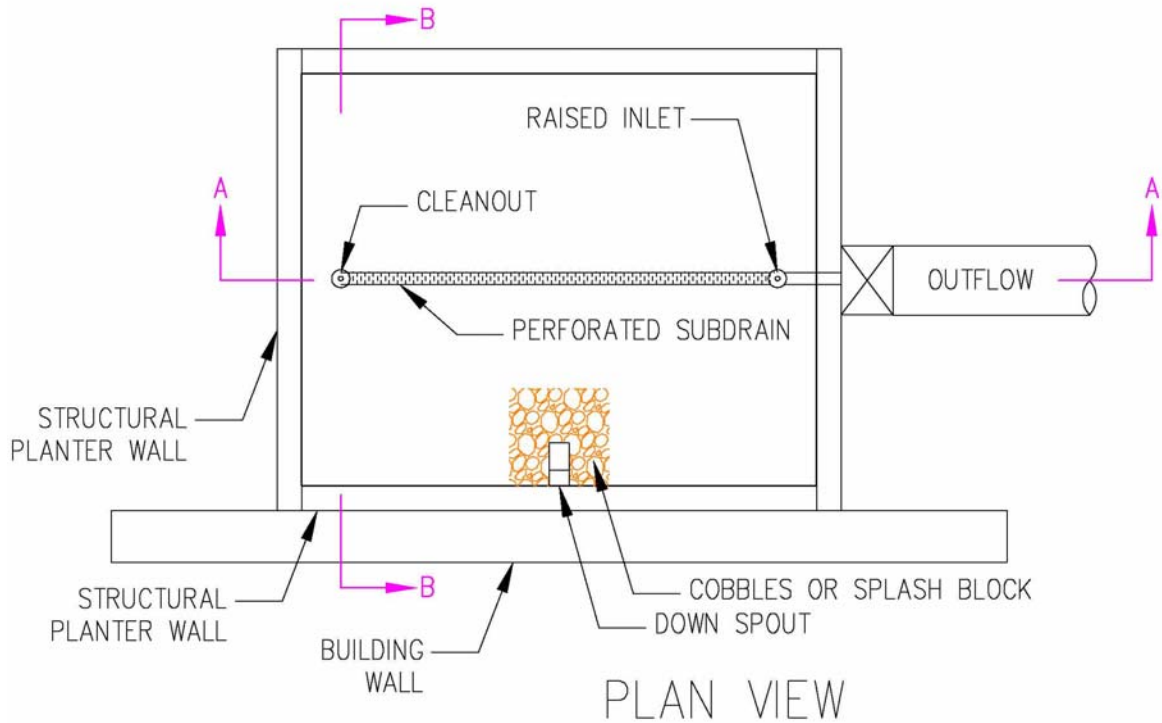 B
RAISED INLET
A
A
CLEANOUT
OUTFLOW
PERFORATED SUBDRAIN
STRUCTURAL
PLANTER WALL
B
COBBLES OR SPLASH BLOCK
STRUCTURAL
PLANTER WALL
DOWN SPOUT
BUILDING
WALL
PLAN VIEW